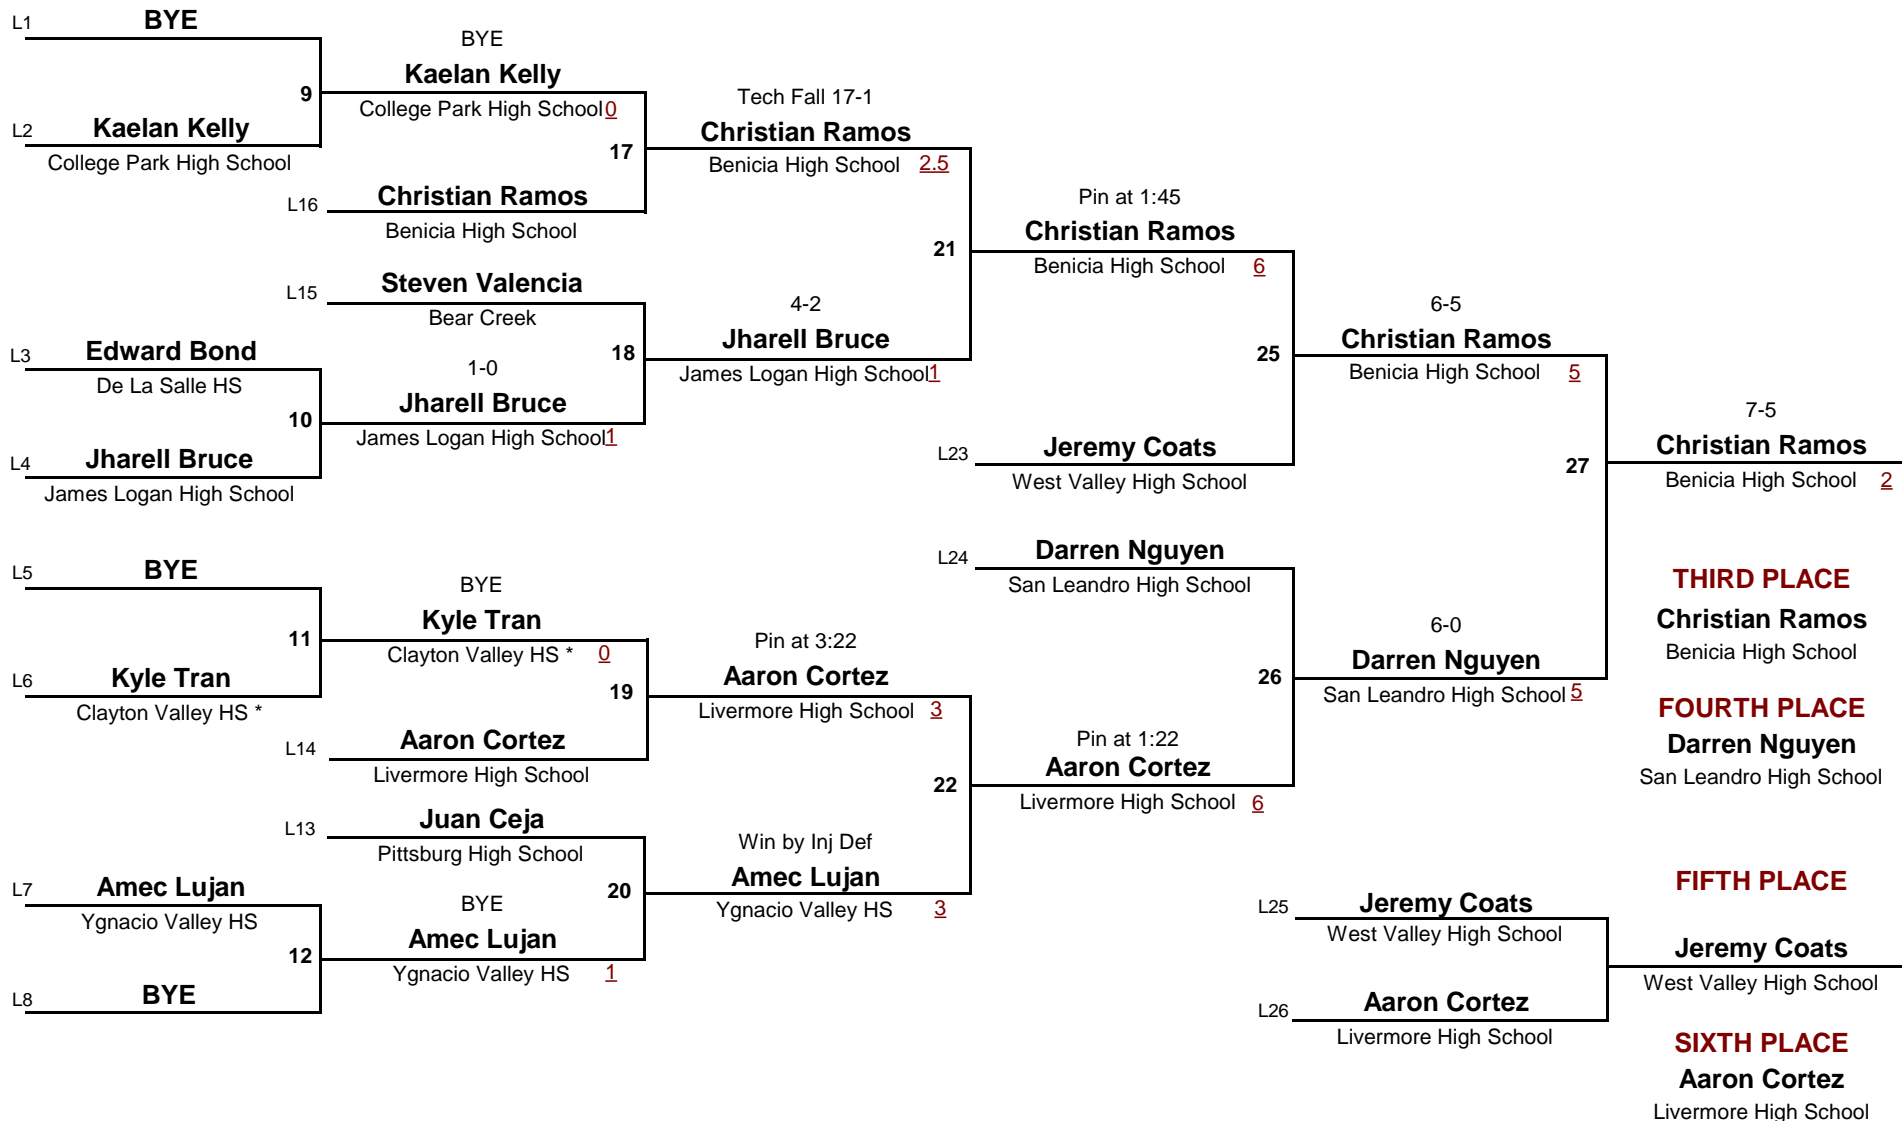 L1 BYE
BYE
Kaelan Kelly
9
College Park High School 0
Tech Fall 17-1
L2 Kaelan Kelly
College Park High School
Christian Ramos
17
Benicia High School 2.5
L16 Christian Ramos
Benicia High School
Pin at 1:45
Christian Ramos
21
Benicia High School 6
L15 Steven Valencia
Bear Creek
4-2
Jharell Bruce
18
James Logan High School 1
L3 Edward Bond
De La Salle HS
1-0
Jharell Bruce
10
James Logan High School 1
L4 Jharell Bruce
James Logan High School
6-5
Christian Ramos
25
Benicia High School 5
L23 Jeremy Coats
West Valley High School
7-5
Christian Ramos
27
Benicia High School 2
L5 BYE
BYE
Kyle Tran
11
Clayton Valley HS * 0
L6 Kyle Tran
Clayton Valley HS *
Pin at 3:22
Aaron Cortez
19
Livermore High School 3
L14 Aaron Cortez
Livermore High School
L24 Darren Nguyen
San Leandro High School
6-0
Darren Nguyen
26
San Leandro High School 5
Pin at 1:22
Aaron Cortez
22
Livermore High School 6
L13 Juan Ceja
Pittsburg High School
Win by Inj Def
Amec Lujan
20
Ygnacio Valley HS 3
L7 Amec Lujan
Ygnacio Valley HS
BYE
Amec Lujan
12
Ygnacio Valley HS 1
L8 BYE
THIRD PLACE
Christian Ramos
Benicia High School
FOURTH PLACE
Darren Nguyen
San Leandro High School
L25 Jeremy Coats
West Valley High School
L26 Aaron Cortez
Livermore High School
FIFTH PLACE
Jeremy Coats
West Valley High School
SIXTH PLACE
Aaron Cortez
Livermore High School